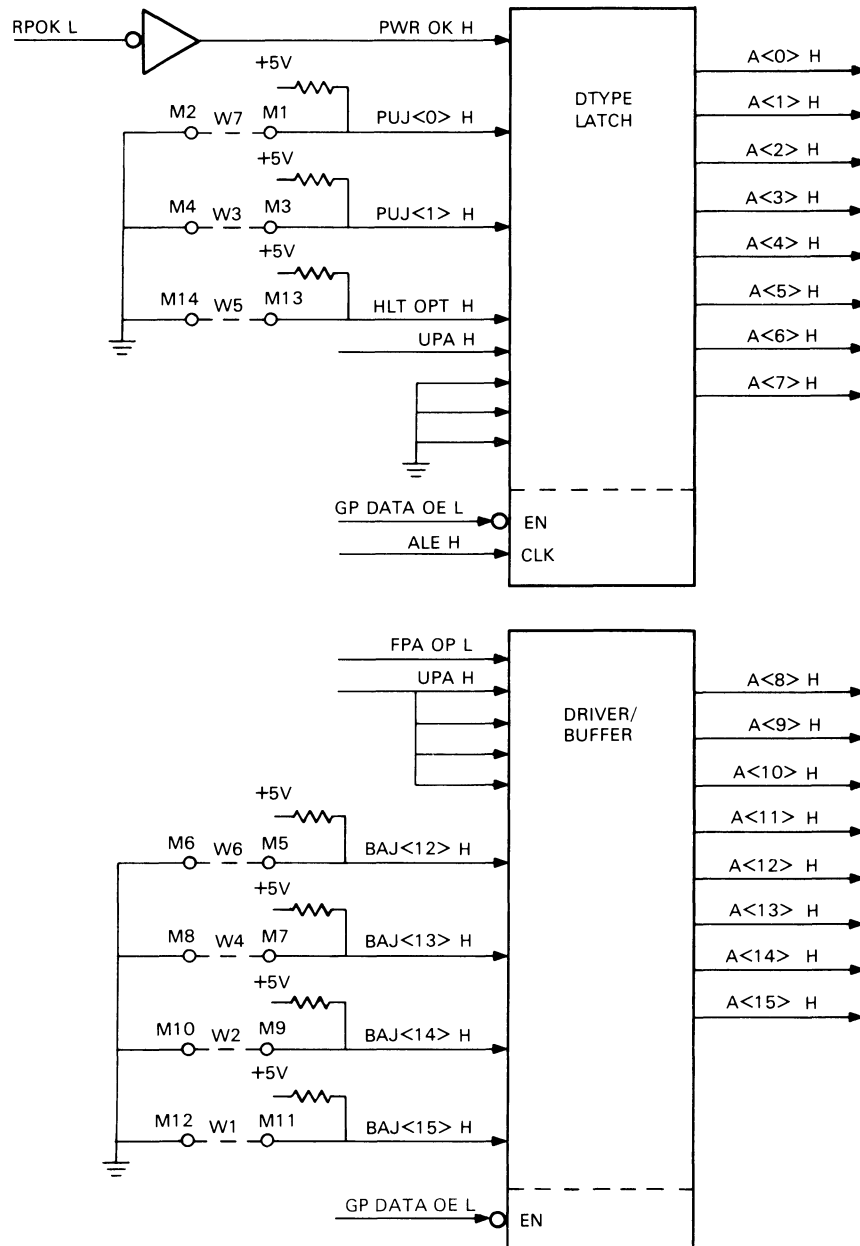 RPOK L
PWR OK H
+5V
M2 W7 M1
PUJ<0> H
+5V
M4 W3 M3
PUJ<1> H
+5V
M14 W5 M13
HLT OPT H
UPA H
GP DATA OE L
EN
ALE H
CLK
DTYPE
LATCH
A<0> H
A<1> H
A<2> H
A<3> H
A<4> H
A<5> H
A<6> H
A<7> H
FPA OP L
UPA H
+5V
M6 W6 M5
BAJ<12> H
+5V
M8 W4 M7
BAJ<13> H
+5V
M10 W2 M9
BAJ<14> H
+5V
M12 W1 M11
BAJ<15> H
GP DATA OE L
EN
DRIVER/
BUFFER
A<8> H
A<9> H
A<10> H
A<11> H
A<12> H
A<13> H
A<14> H
A<15> H